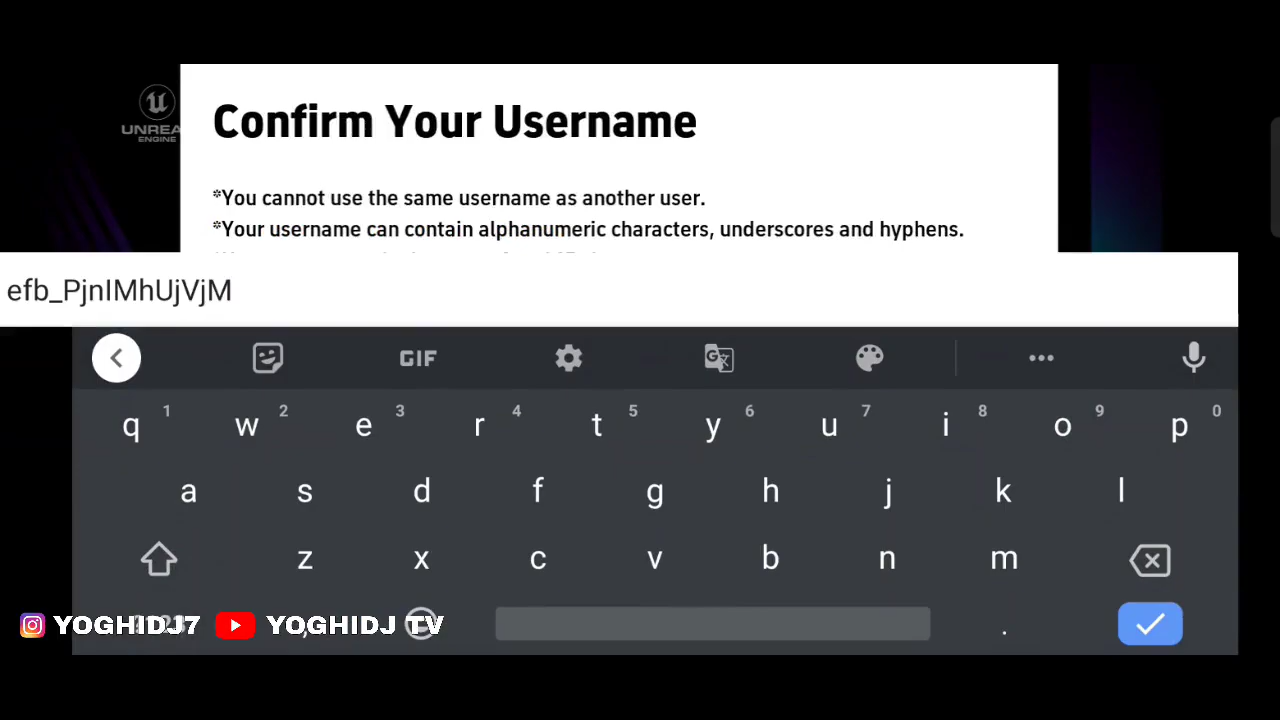 UNREA
ENGINE
Confirm Your Username
*You cannot use the same username as another user.
*Your username can contain alphanumeric characters, underscores and hyphens.
efb_PjnIMhUjVjM
GIF
q 1 w 2 e 3 r 4 t 5 y 6 u 7 i 8 o 9 p 0
a s d f g h j k l
z x c v b n m
YOGHIDJ7 YOGHIDJ TV .